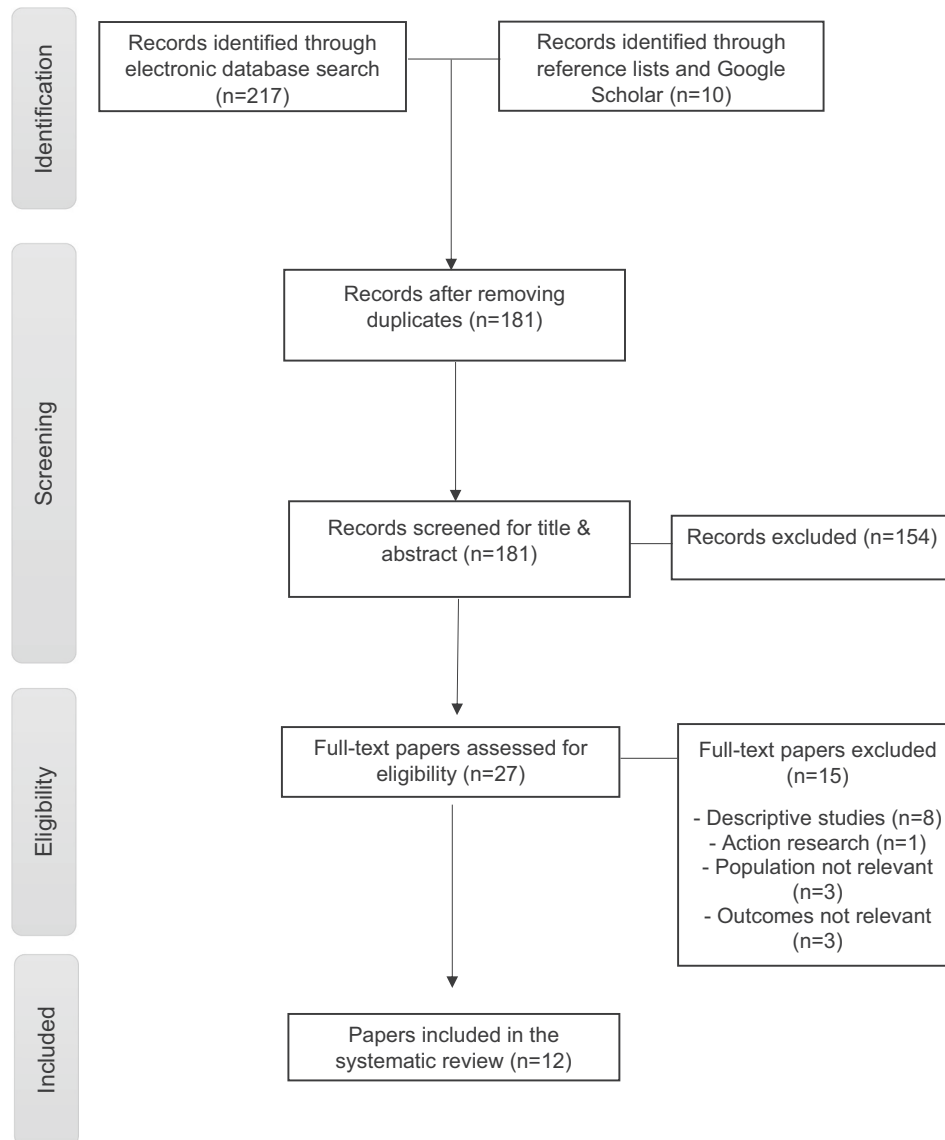 Identification
Records identified through
electronic database search
(n=217)
Records identified through
reference lists and Google
Scholar (n=10)
Screening
Records after removing
duplicates (n=181)
Records screened for title &
abstract (n=181)
Records excluded (n=154)
Eligibility
Full-text papers assessed for
eligibility (n=27)
Full-text papers excluded
(n=15)
- Descriptive studies (n=8)
- Action research (n=1)
- Population not relevant
(n=3)
- Outcomes not relevant
(n=3)
Included
Papers included in the
systematic review (n=12)